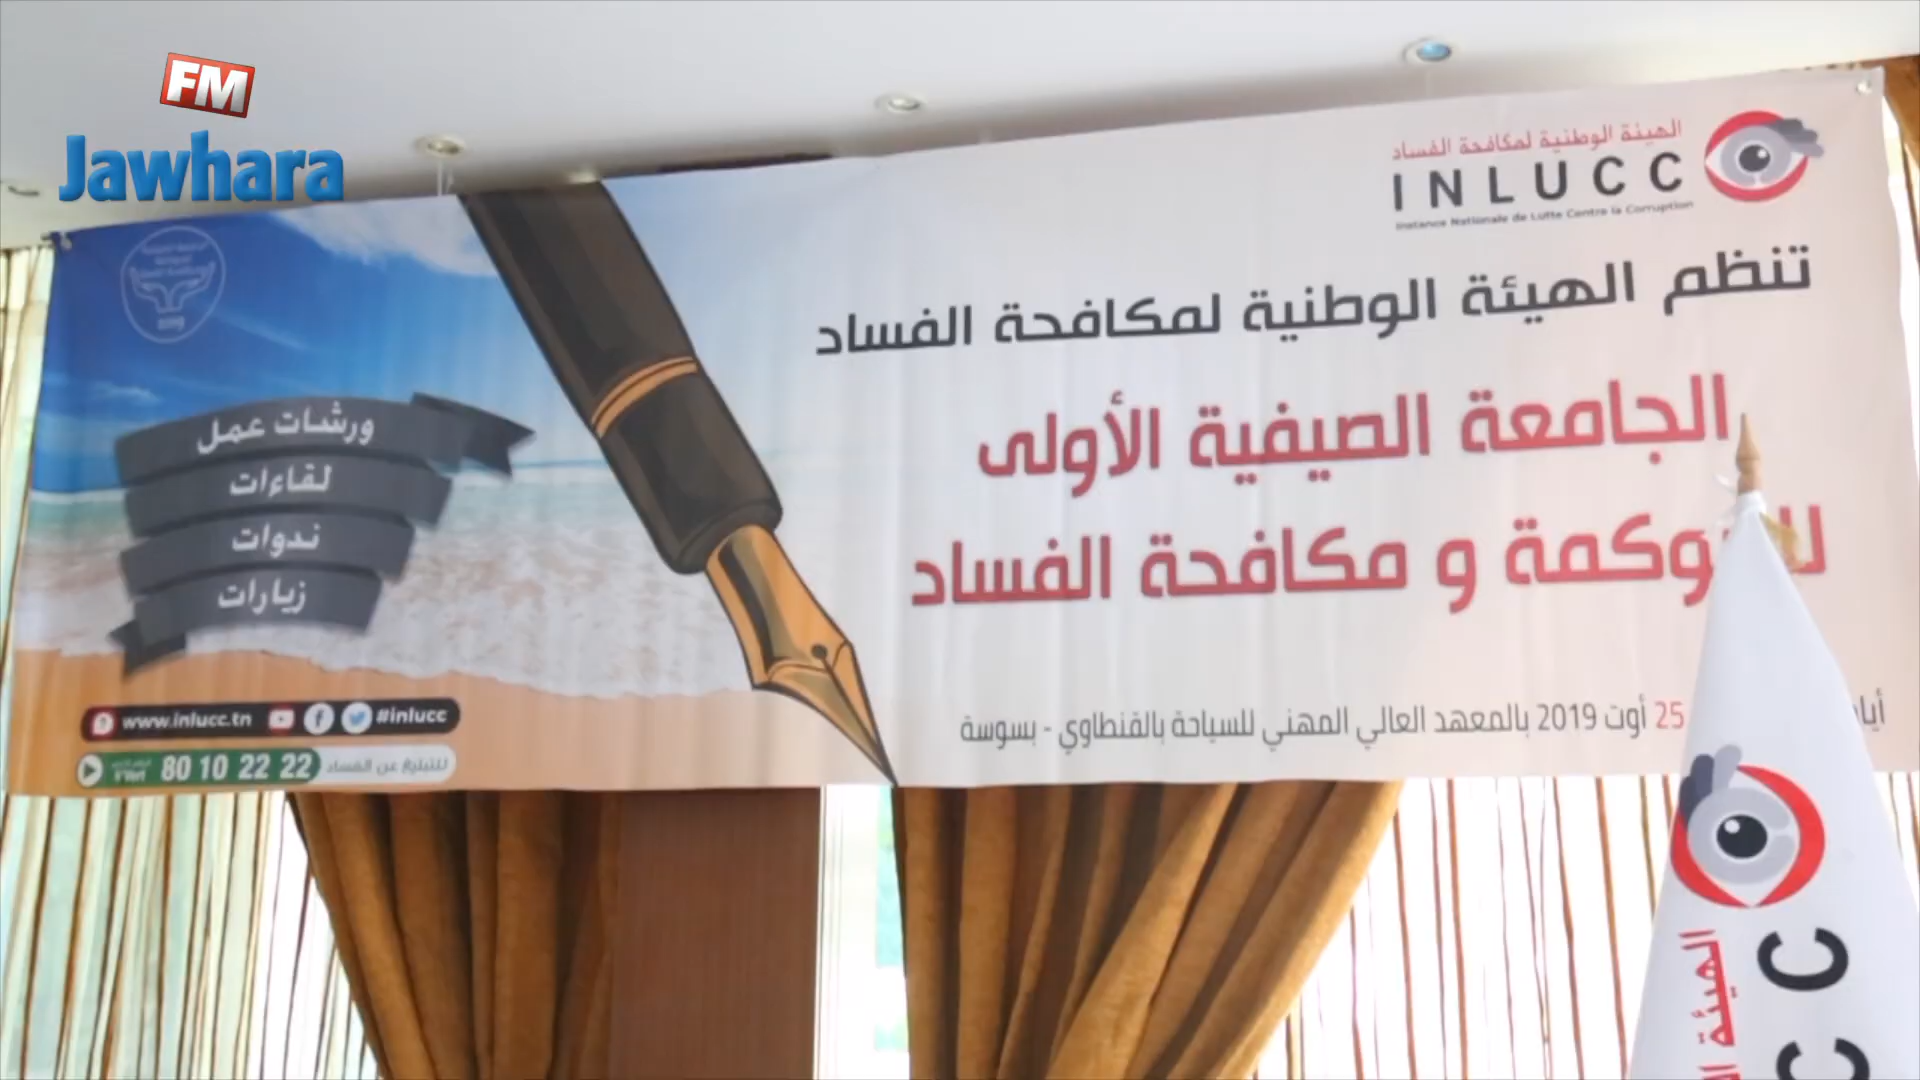 FM
Jawhara
الهيئة الوطنية لمكافحة الفساد
INLUCC
Instance Nationale de Lutte Contre la Corruption
تنظم الهيئة الوطنية لمكافحة الفساد
الجامعة الصيفية الأولى
و مكافحة الفساد
25 أوت 2019 بالمعهد العالي المهني للسياحة بالقنطاوي - بسوسة
ورشات عمل
لقاءات
ندوات
زيارات
www.inlucc.tn #inlucc
80 10 22 22 للتبليغ عن الفساد
الهيئة
C C